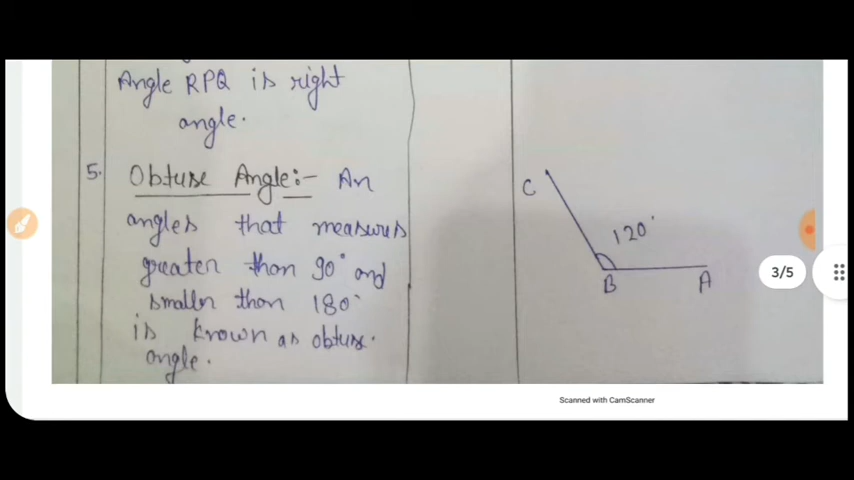 Angle RPQ is right
angle.
5. Obtuse Angle:- An
angles that measures
greater than 90° and
smaller than 180°
is known as obtuse.
angle.
C
120°
B
A
3/5
Scanned with CamScanner